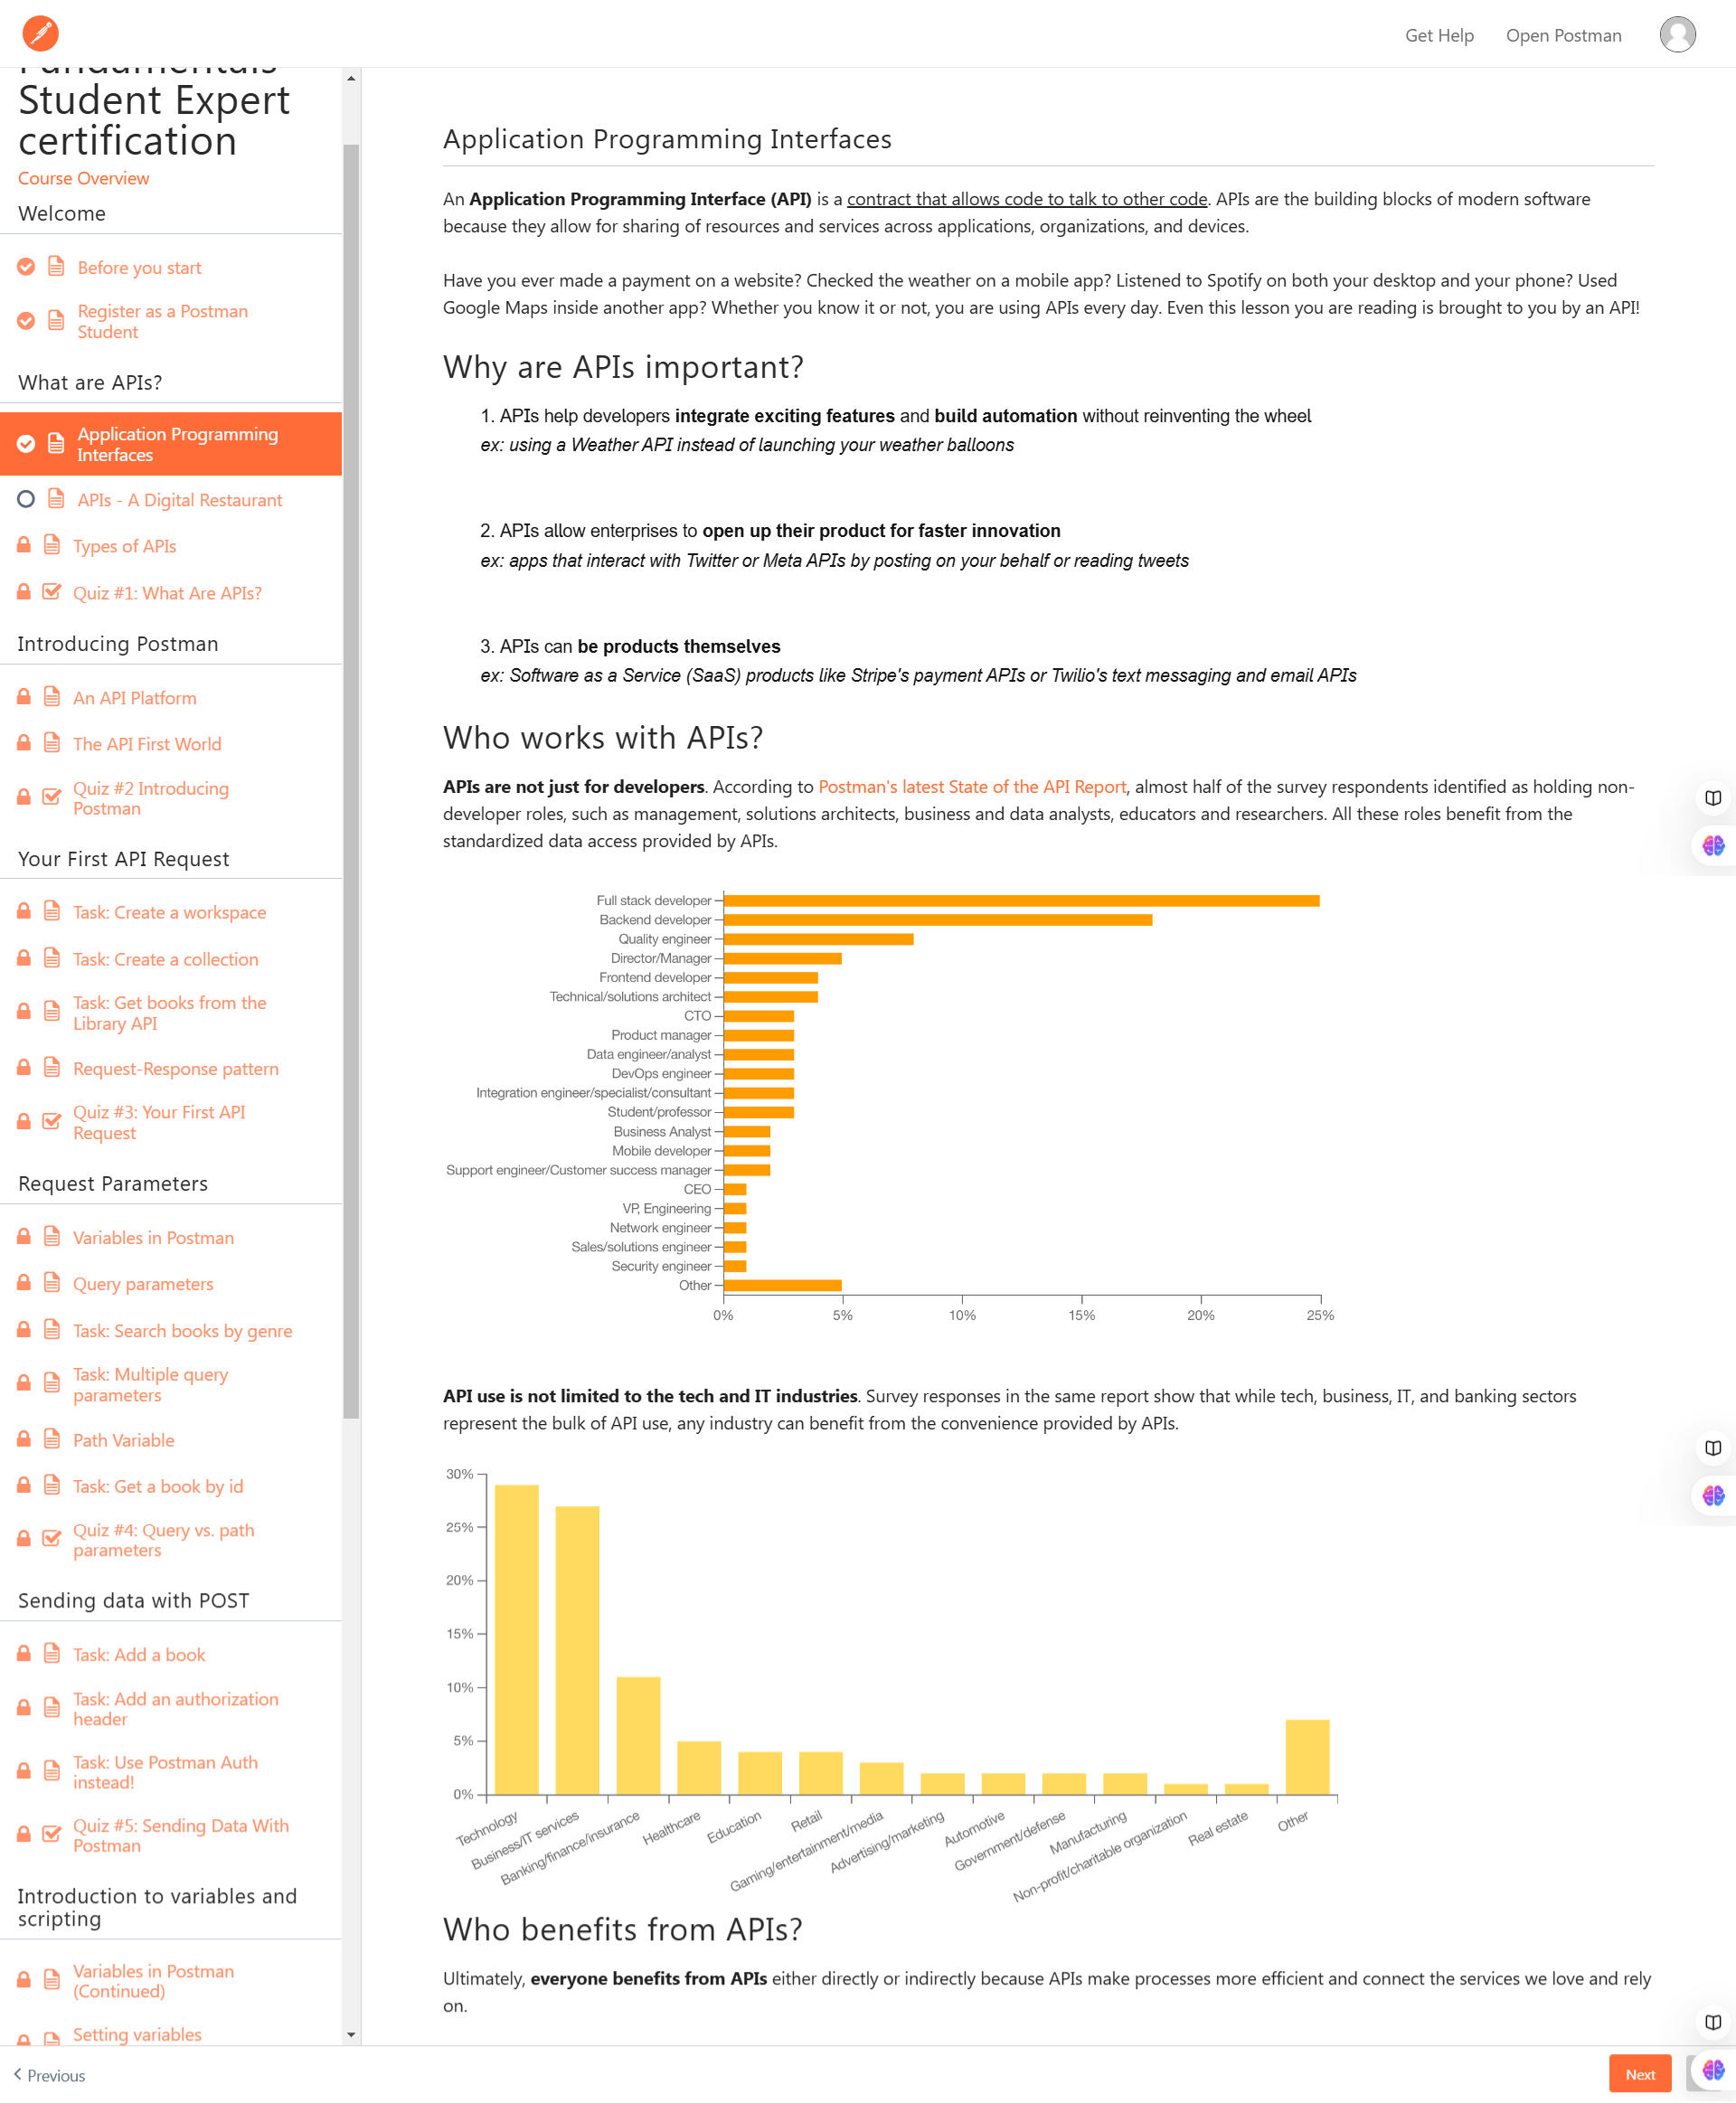 Get Help
Open Postman
Fundamentals
Student Expert
certification
Course Overview
Welcome
Before you start
Register as a Postman
Student
What are APIs?
Application Programming
Interfaces
APIs - A Digital Restaurant
Types of APIs
Quiz #1: What Are APIs?
Introducing Postman
An API Platform
The API First World
Quiz #2 Introducing
Postman
Your First API Request
Task: Create a workspace
Task: Create a collection
Task: Get books from the
Library API
Request-Response pattern
Quiz #3: Your First API
Request
Request Parameters
Variables in Postman
Query parameters
Task: Search books by genre
Task: Multiple query
parameters
Path Variable
Task: Get a book by id
Quiz #4: Query vs. path
parameters
Sending data with POST
Task: Add a book
Task: Add an authorization
header
Task: Use Postman Auth
instead!
Quiz #5: Sending Data With
Postman
Introduction to variables and
scripting
Variables in Postman
(Continued)
Setting variables
Application Programming Interfaces
An Application Programming Interface (API) is a contract that allows code to talk to other code. APIs are the building blocks of modern software
because they allow for sharing of resources and services across applications, organizations, and devices.
Have you ever made a payment on a website? Checked the weather on a mobile app? Listened to Spotify on both your desktop and your phone? Used
Google Maps inside another app? Whether you know it or not, you are using APIs every day. Even this lesson you are reading is brought to you by an API!
Why are APIs important?
1. APIs help developers integrate exciting features and build automation without reinventing the wheel
ex: using a Weather API instead of launching your weather balloons
2. APIs allow enterprises to open up their product for faster innovation
ex: apps that interact with Twitter or Meta APIs by posting on your behalf or reading tweets
3. APIs can be products themselves
ex: Software as a Service (SaaS) products like Stripe's payment APIs or Twilio's text messaging and email APIs
Who works with APIs?
APIs are not just for developers. According to Postman's latest State of the API Report, almost half of the survey respondents identified as holding non-
developer roles, such as management, solutions architects, business and data analysts, educators and researchers. All these roles benefit from the
standardized data access provided by APIs.
Full stack developer
Backend developer
Quality engineer
Director/Manager
Frontend developer
Technical/solutions architect
CTO
Product manager
Data engineer/analyst
DevOps engineer
Integration engineer/specialist/consultant
Student/professor
Business Analyst
Mobile developer
Support engineer/Customer success manager
CEO
VP, Engineering
Network engineer
Sales/solutions engineer
Security engineer
Other
0% 5% 10% 15% 20% 25%
API use is not limited to the tech and IT industries. Survey responses in the same report show that while tech, business, IT, and banking sectors
represent the bulk of API use, any industry can benefit from the convenience provided by APIs.
30%
25%
20%
15%
10%
5%
0%
Technology
Business/IT services
Banking/finance/insurance
Healthcare
Education
Retail
Gaming/entertainment/media
Advertising/marketing
Automotive
Government/defense
Manufacturing
Non-profit/charitable organization
Real estate
Other
Who benefits from APIs?
Ultimately, everyone benefits from APIs either directly or indirectly because APIs make processes more efficient and connect the services we love and rely
on.
Previous
Next